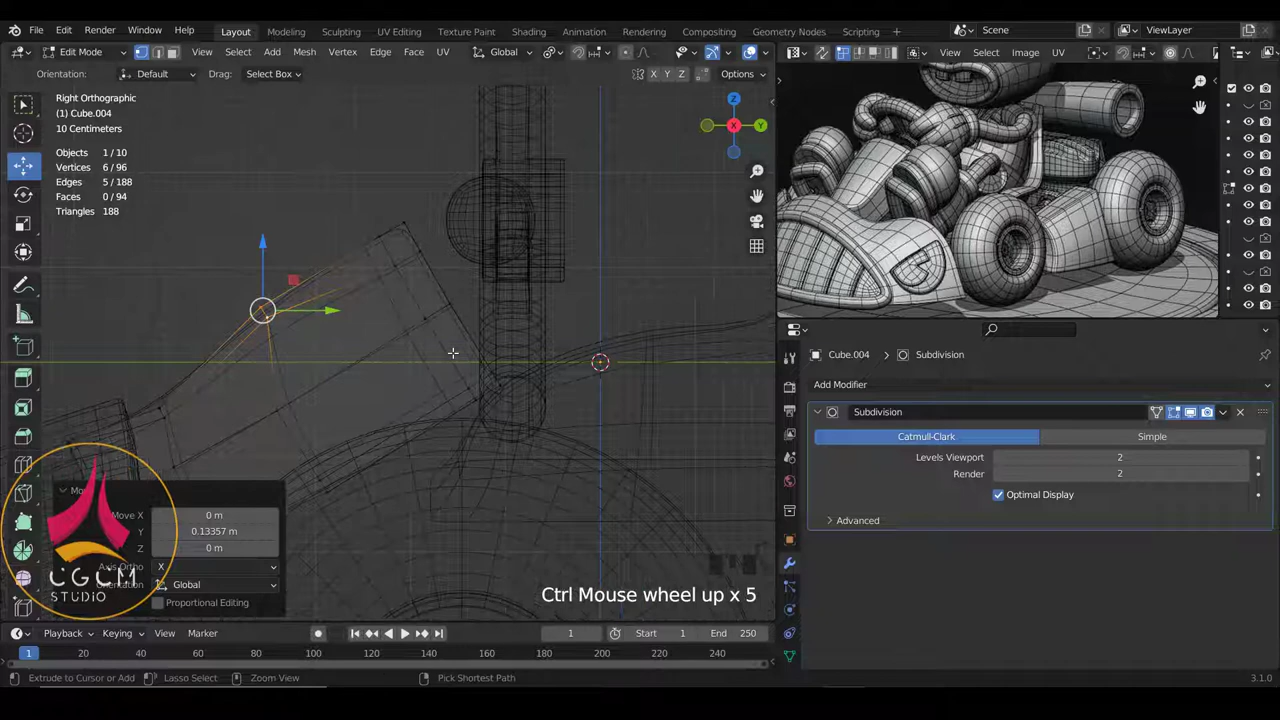 File Edit Render Window Help Layout Modeling Sculpting UV Editing Texture Paint Shading Animation Rendering Compositing Geometry Nodes Scripting + Scene ViewLayer
Edit Mode View Select Add Mesh Vertex Edge Face UV Global View Select Image UV
Orientation: Default Drag: Select Box X Y Z Options
Right Orthographic
(1) Cube.004
10 Centimeters
Objects 1 / 10
Vertices 6 / 96
Edges 5 / 188
Faces 0 / 94
Triangles 188
Z
X
Y
Cube.004 Subdivision
Add Modifier
Subdivision
Catmull-Clark Simple
Levels Viewport 2
Render 2
Optimal Display
Advanced
Move X 0 m
Y 0.13357 m
Z 0 m
Axis Ortho X
Orientation Global
Proportional Editing
CGCM
STUDIO
Ctrl Mouse wheel up x 5
Playback Keying View Marker 1 Start 1 End 250
1 20 40 60 80 100 120 140 160 180 200 220 240
Extrude to Cursor or Add Lasso Select Zoom View Pick Shortest Path 3.1.0